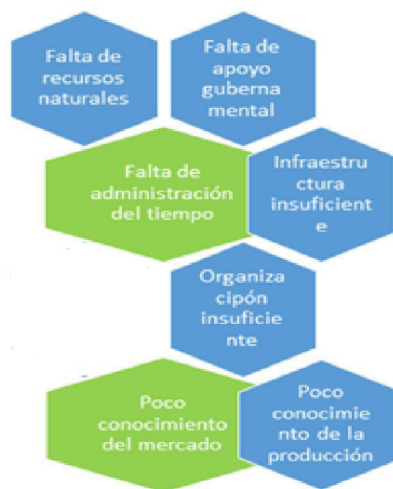 Falta de
recursos
naturales
Falta de
apoyo
guberna
mental
Falta de
administración
del tiempo
Infraestru
ctura
insuficient
e
Organiza
cipón
insuficie
nte
Poco
conocimiento
del mercado
Poco
conocimie
nto de la
producción